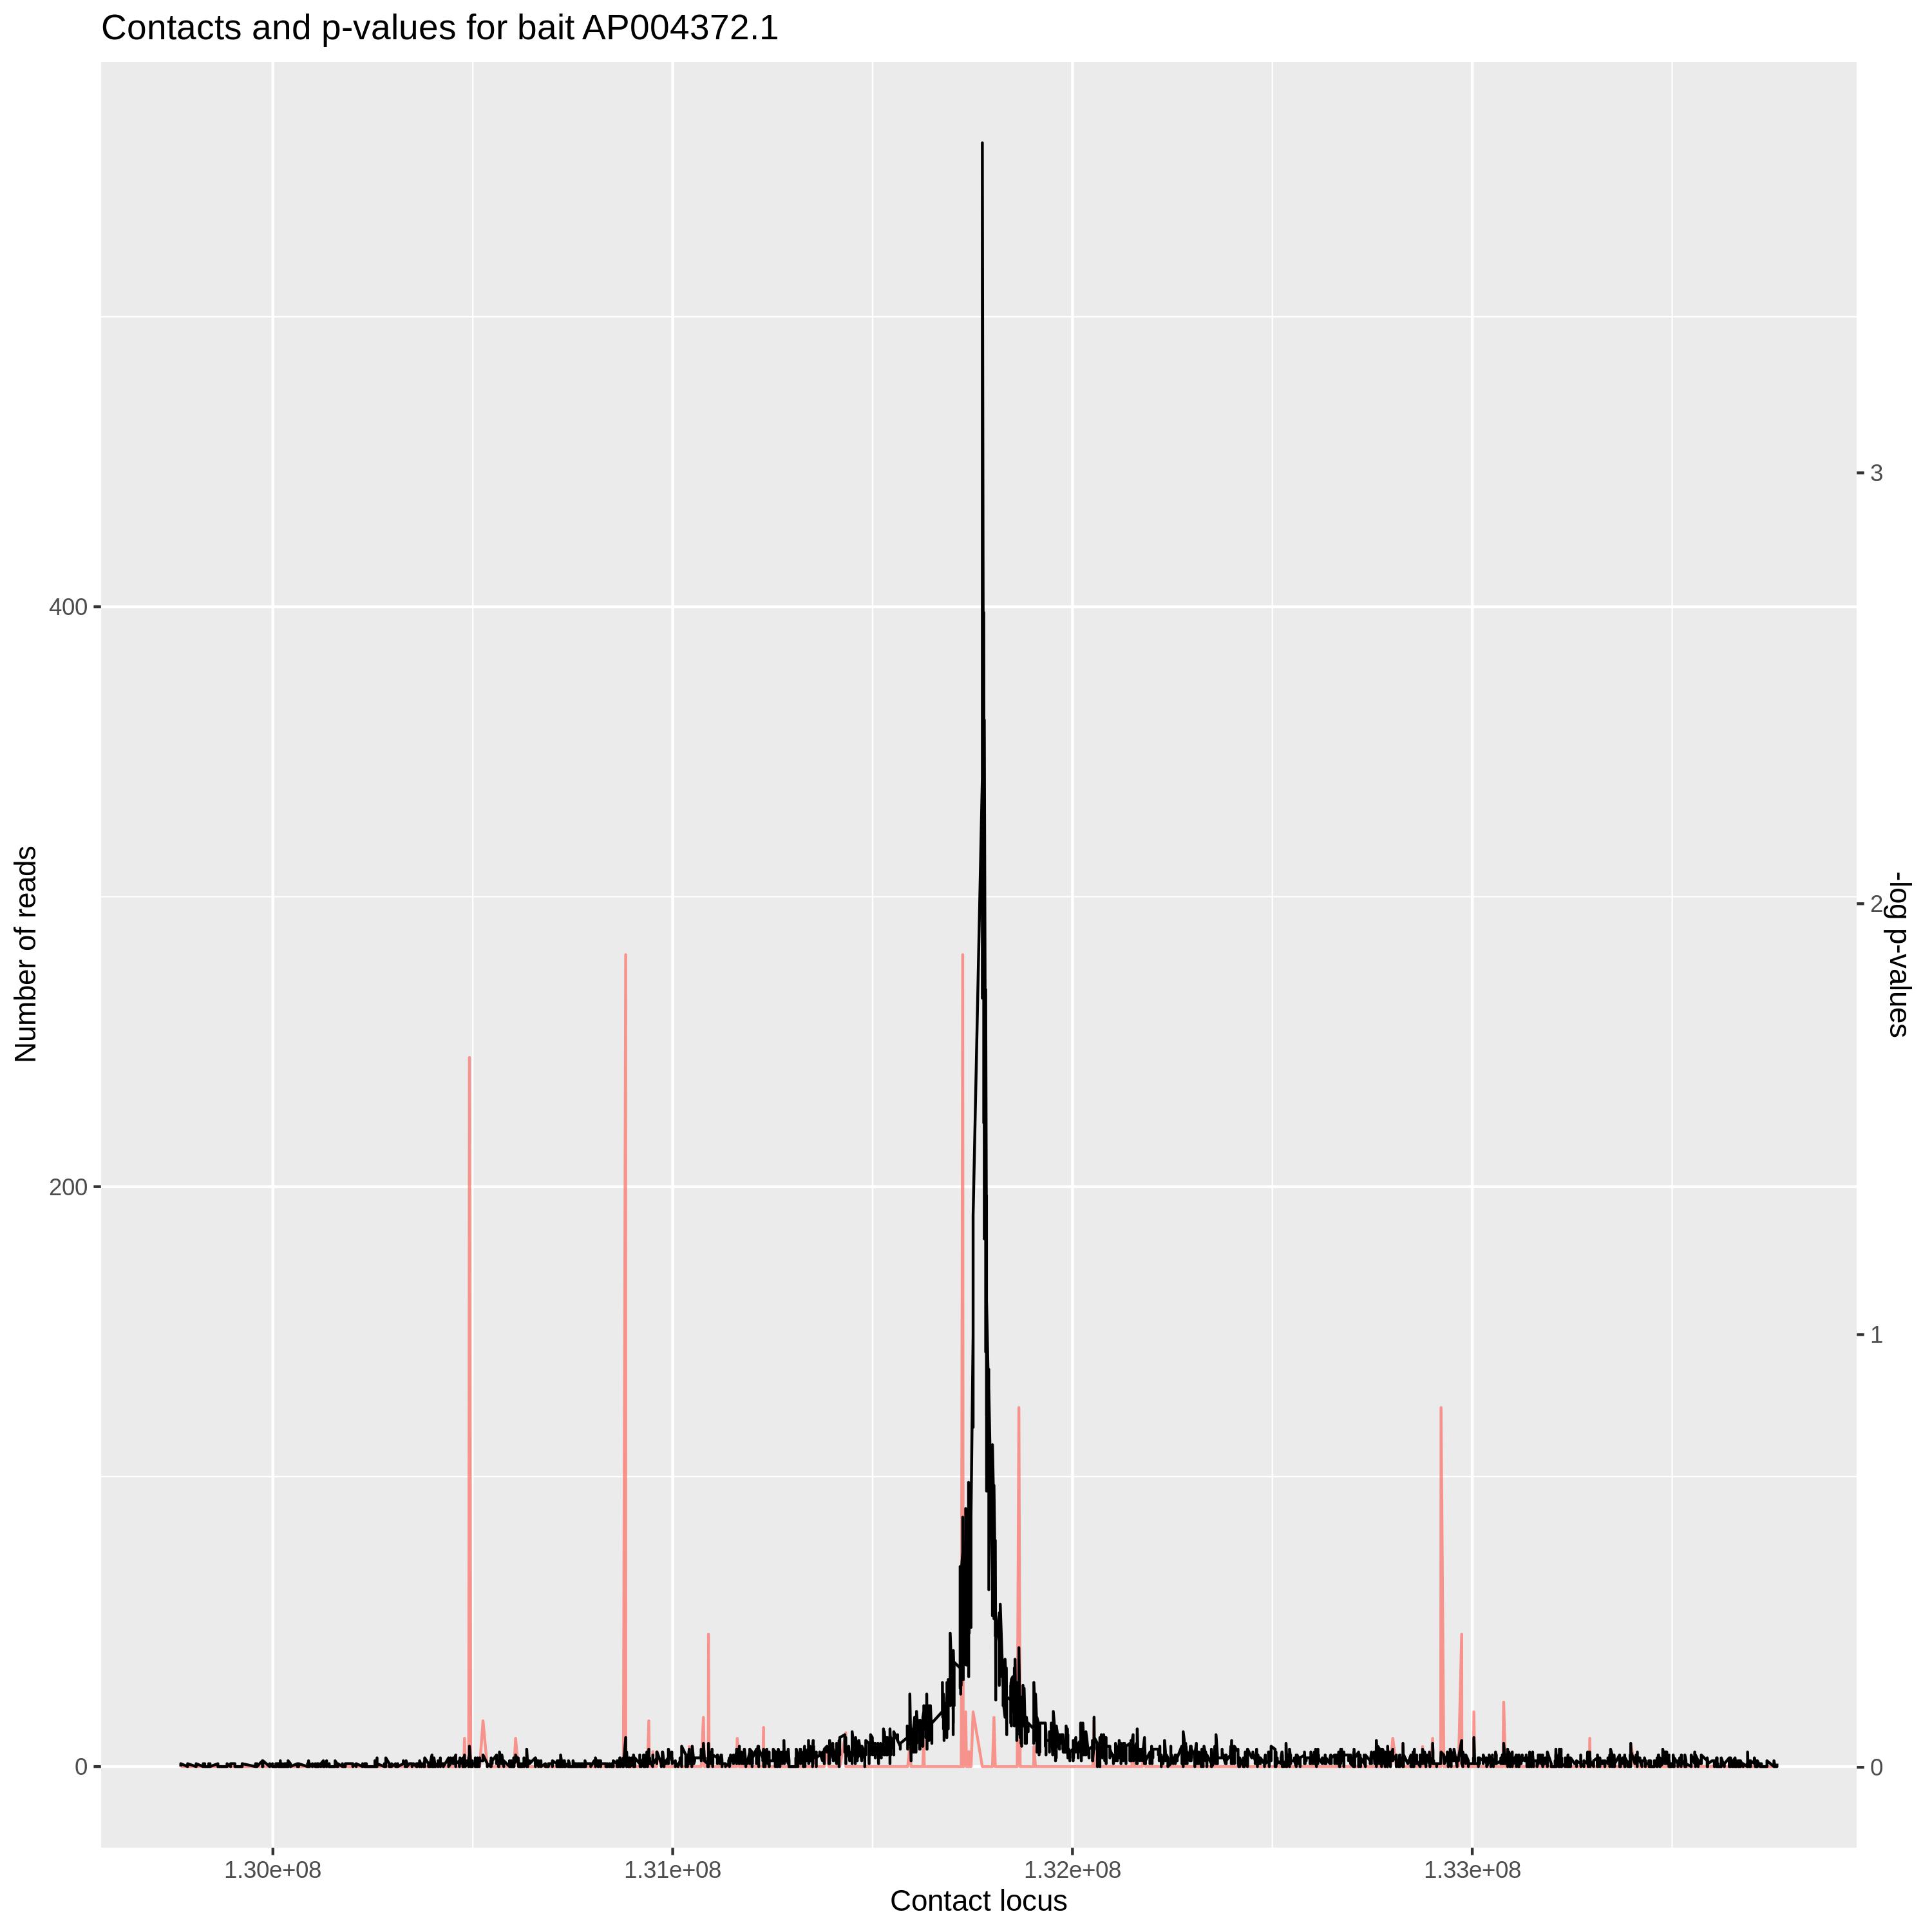 Contacts and p-values for bait AP004372.1
Number of reads
400
200
0
3
2
1
0
-log p-values
1.30e+08 1.31e+08 1.32e+08 1.33e+08
Contact locus